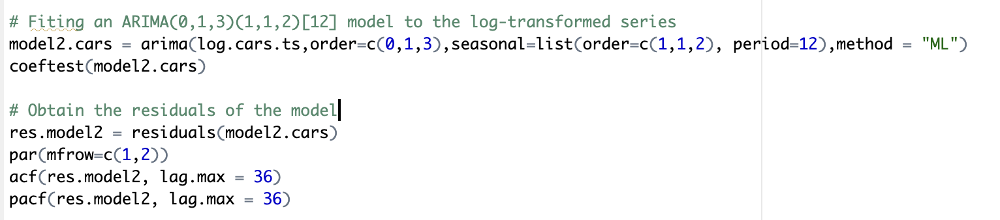 # Fiting an ARIMA(0,1,3)(1,1,2)[12] model to the log-transformed series
model2.cars = arima(log.cars.ts,order=c(0,1,3),seasonal=list(order=c(1,1,2), period=12),method = "ML")
coeftest(model2.cars)
# Obtain the residuals of the model
res.model2 = residuals(model2.cars)
par(mfrow=c(1,2))
acf(res.model2, lag.max = 36)
pacf(res.model2, lag.max = 36)